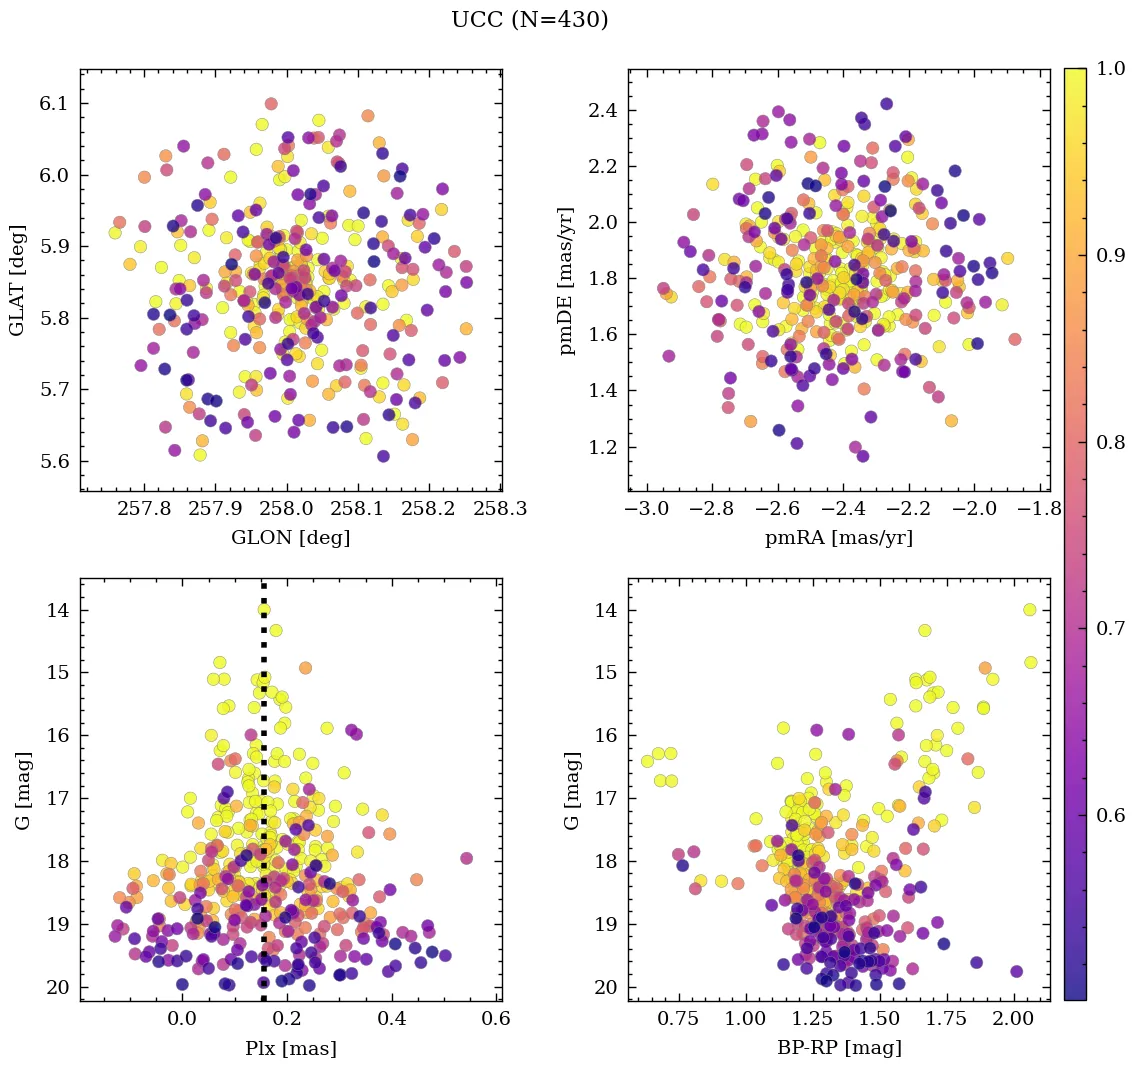 UCC (N=430)
6.1
6.0
5.9
5.8
5.7
5.6
GLAT [deg]
257.8 257.9 258.0 258.1 258.2 258.3
GLON [deg]
2.4
2.2
2.0
1.8
1.6
1.4
1.2
pmDE [mas/yr]
−3.0 −2.8 −2.6 −2.4 −2.2 −2.0 −1.8
pmRA [mas/yr]
1.0
0.9
0.8
0.7
0.6
14
15
16
17
18
19
20
G [mag]
0.0 0.2 0.4 0.6
Plx [mas]
14
15
16
17
18
19
20
G [mag]
0.75 1.00 1.25 1.50 1.75 2.00
BP-RP [mag]